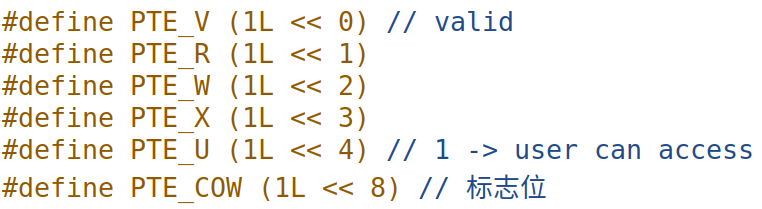 #define PTE_V (1L << 0) // valid
#define PTE_R (1L << 1)
#define PTE_W (1L << 2)
#define PTE_X (1L << 3)
#define PTE_U (1L << 4) // 1 -> user can access
#define PTE_COW (1L << 8) // 标志位